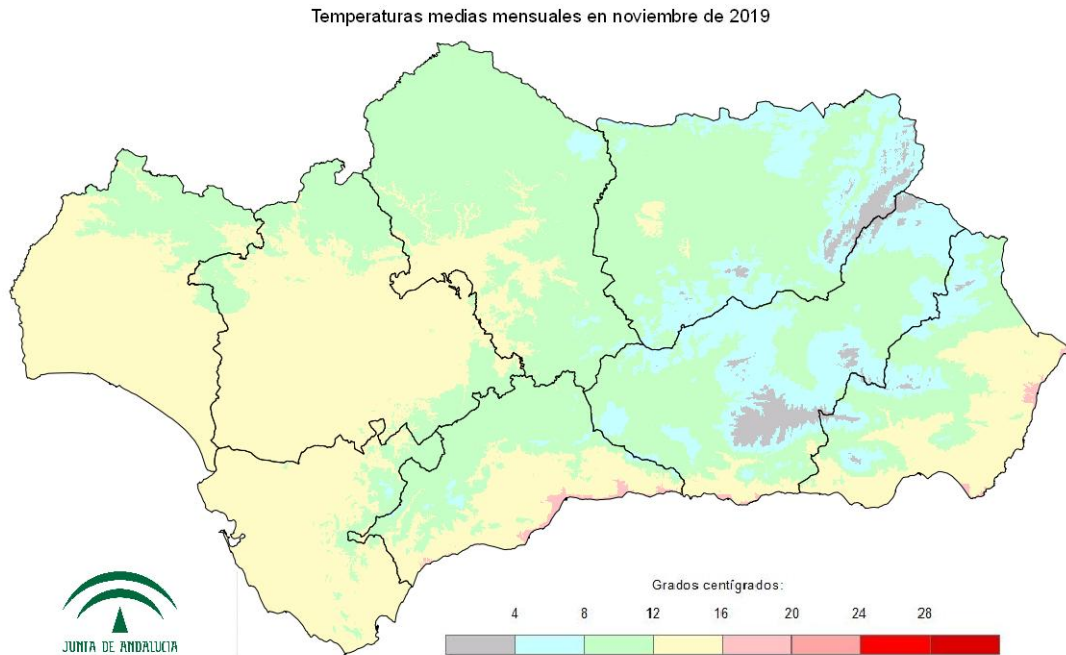 Temperaturas medias mensuales en noviembre de 2019
Grados centígrados:
4 8 12 16 20 24 28
JUNTA DE ANDALUCIA